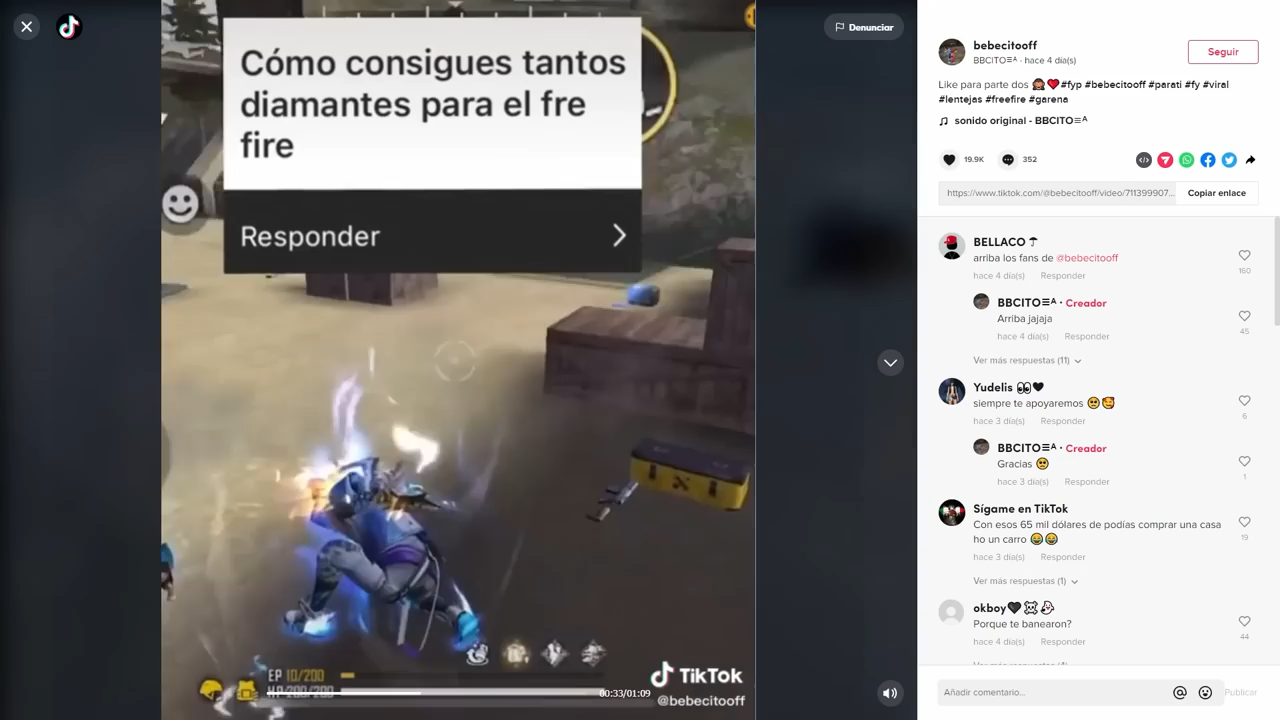 Denunciar
Cómo consigues tantos
diamantes para el fre
fire
Responder
EP 10/200
HP 200/200
00:33/01:09
TikTok
@bebecitooff
bebecitooff
BBCITO☰ᴬ · hace 4 día(s)
Seguir
Like para parte dos 🙈❤️#fyp #bebecitooff #parati #fy #viral
#lentejas #freefire #garena
♫ sonido original - BBCITO☰ᴬ
19.9K
352
https://www.tiktok.com/@bebecitooff/video/711399907...
Copiar enlace
BELLACO ☂
arriba los fans de @bebecitooff
hace 4 día(s) Responder
160
BBCITO☰ᴬ · Creador
Arriba jajaja
hace 4 día(s) Responder
45
Ver más respuestas (11)
Yudelis 👀🖤
siempre te apoyaremos 🥺🥰
hace 3 día(s) Responder
6
BBCITO☰ᴬ · Creador
Gracias 🥺
hace 3 día(s) Responder
1
Sígame en TikTok
Con esos 65 mil dólares de podías comprar una casa
ho un carro 😂😂
hace 3 día(s) Responder
19
Ver más respuestas (1)
okboy🖤☠👻
Porque te banearon?
hace 4 día(s) Responder
44
Añadir comentario...
Publicar